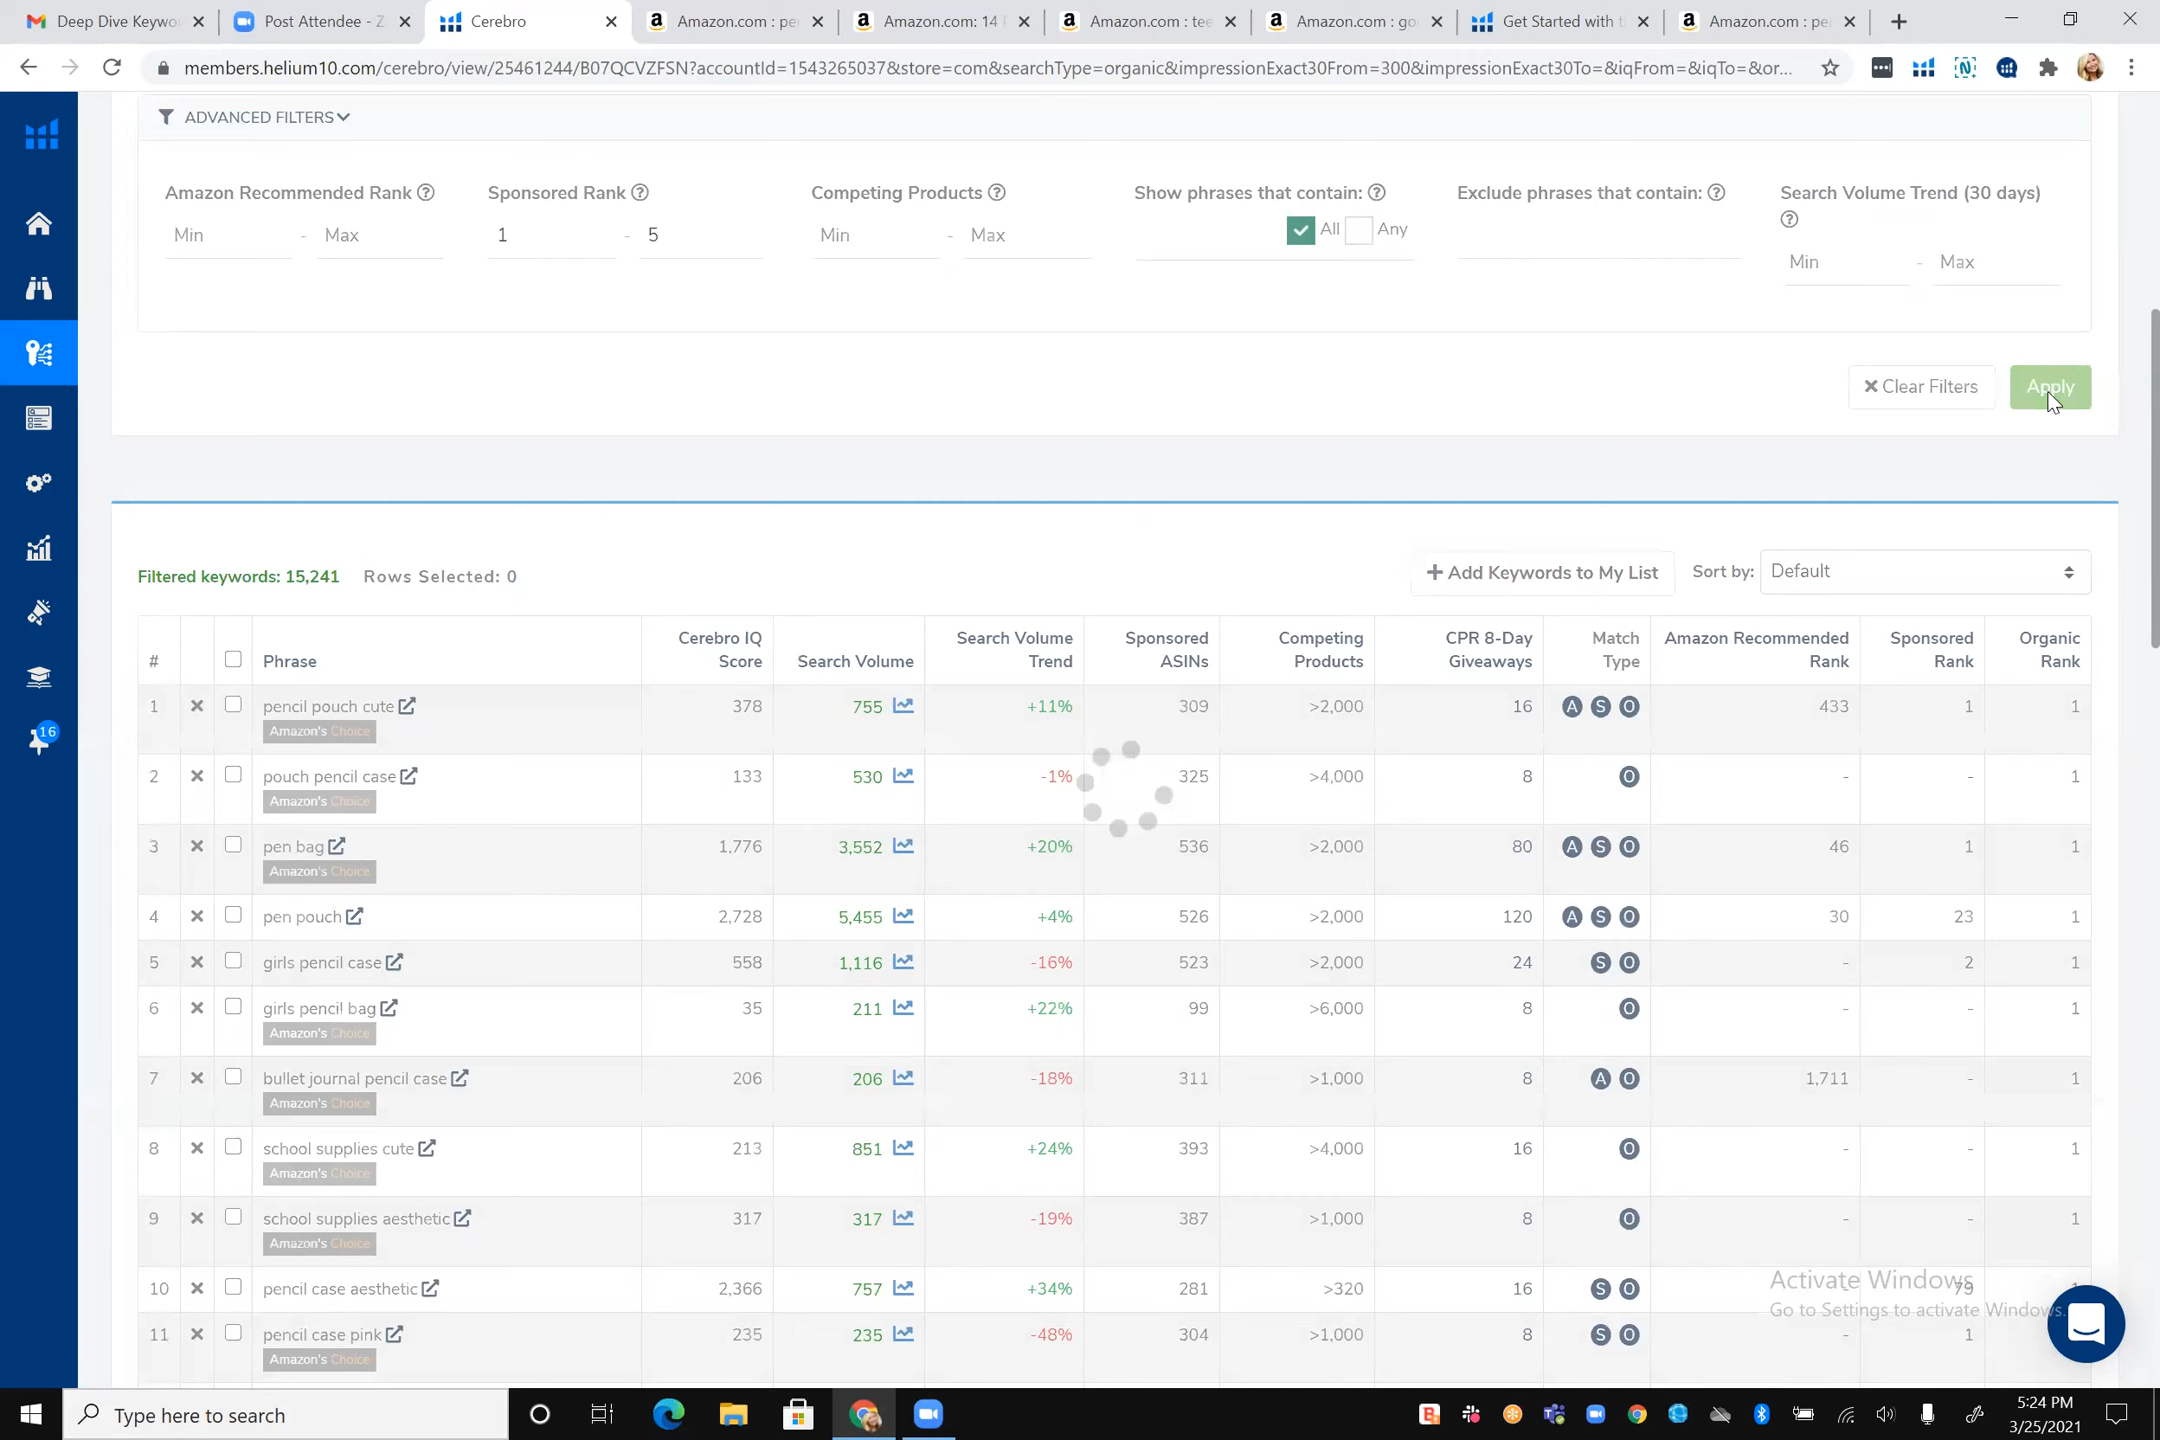 Deep Dive Keywo
Post Attendee - Z
Cerebro
Amazon.com : pe
Amazon.com: 14
Amazon.com : tee
Amazon.com : go
Get Started with t
Amazon.com : pe
members.helium10.com/cerebro/view/25461244/B07QCVZFSN?accountId=1543265037&store=com&searchType=organic&impressionExact30From=300&impressionExact30To=&iqFrom=&iqTo=&or...
ADVANCED FILTERS
Amazon Recommended Rank
Sponsored Rank
Competing Products
Show phrases that contain:
Exclude phrases that contain:
Search Volume Trend (30 days)
Min - Max
1 - 5
Min - Max
All Any
Min - Max
Clear Filters
Apply
Filtered keywords: 15,241 Rows Selected: 0
+ Add Keywords to My List
Sort by: Default
# Phrase Cerebro IQ Score Search Volume Search Volume Trend Sponsored ASINs Competing Products CPR 8-Day Giveaways Match Type Amazon Recommended Rank Sponsored Rank Organic Rank
1 pencil pouch cute 378 755 +11% 309 >2,000 16 A S O 433 1 1
Amazon's Choice
2 pouch pencil case 133 530 -1% 325 >4,000 8 O - - 1
Amazon's Choice
3 pen bag 1,776 3,552 +20% 536 >2,000 80 A S O 46 1 1
Amazon's Choice
4 pen pouch 2,728 5,455 +4% 526 >2,000 120 A S O 30 23 1
5 girls pencil case 558 1,116 -16% 523 >2,000 24 S O - 2 1
6 girls pencil bag 35 211 +22% 99 >6,000 8 O - - 1
Amazon's Choice
7 bullet journal pencil case 206 206 -18% 311 >1,000 8 A O 1,711 - 1
Amazon's Choice
8 school supplies cute 213 851 +24% 393 >4,000 16 O - - 1
Amazon's Choice
9 school supplies aesthetic 317 317 -19% 387 >1,000 8 O - - 1
Amazon's Choice
10 pencil case aesthetic 2,366 757 +34% 281 >320 16 S O - 79 1
11 pencil case pink 235 235 -48% 304 >1,000 8 S O - 1 1
Amazon's Choice
16
Activate Windows
Go to Settings to activate Windows.
Type here to search
5:24 PM
3/25/2021